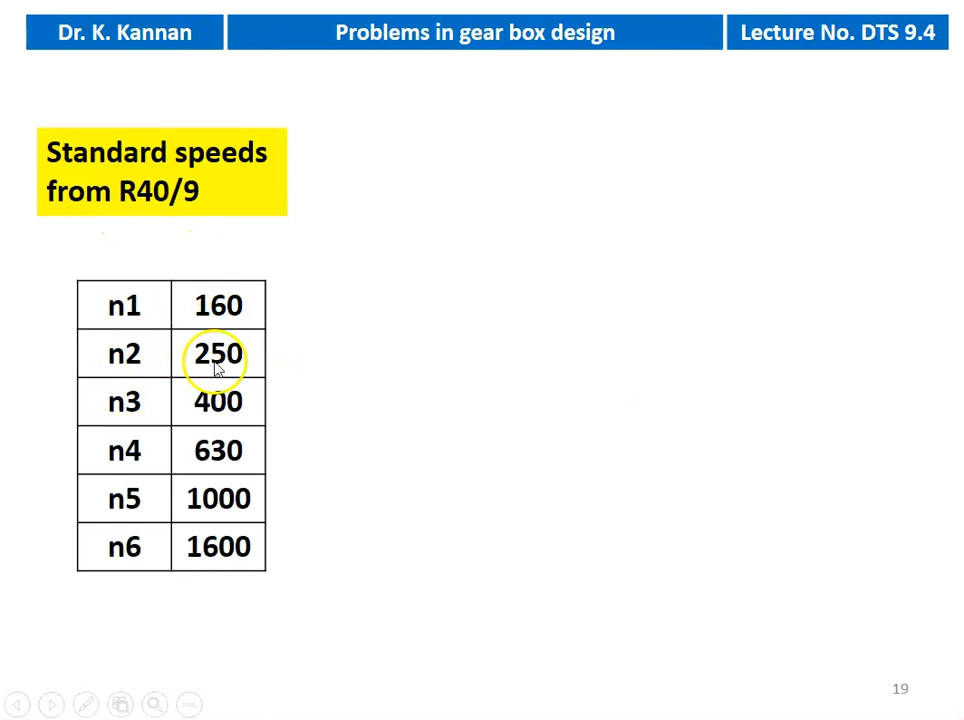 Dr. K. Kannan
Problems in gear box design
Lecture No. DTS 9.4
Standard speeds
from R40/9
n1 160
n2 250
n3 400
n4 630
n5 1000
n6 1600
19